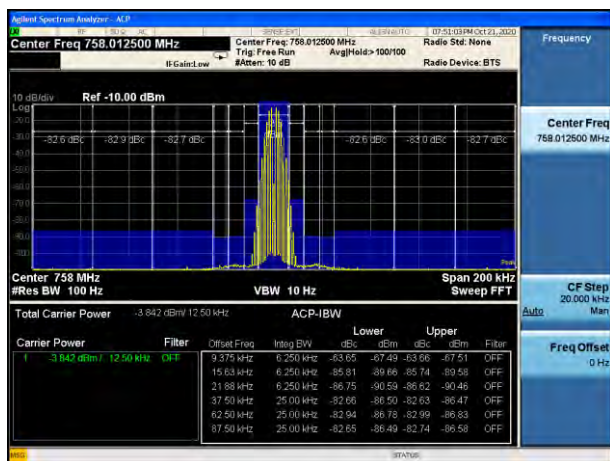 Agilent Spectrum Analyzer - ACP
RF 50 Ω AC SENSE:EXT ALIGN AUTO 07:51:03 PM Oct 21, 2020
Center Freq 758.012500 MHz
Center Freq: 758.012500 MHz Radio Std: None
Trig: Free Run Avg|Hold:> 100/100
IFGain:Low #Atten: 10 dB Radio Device: BTS
Frequency
10 dB/div Ref -10.00 dBm
Log
-82.6 dBc -82.9 dBc -82.7 dBc -82.6 dBc -83.0 dBc -82.7 dBc
Center Freq
758.012500 MHz
Peak
Center 758 MHz Span 200 kHz
#Res BW 100 Hz VBW 10 Hz Sweep FFT
CF Step
20.000 kHz
Auto Man
Total Carrier Power -3.842 dBm/ 12.50 kHz ACP-IBW
Lower Upper
Carrier Power Filter Offset Freq Integ BW dBc dBm dBc dBm Filter
1 -3.842 dBm / 12.50 kHz OFF 9.375 kHz 6.250 kHz -63.65 -67.49 -63.66 -67.51 OFF
15.63 kHz 6.250 kHz -85.81 -89.66 -85.74 -89.58 OFF
21.88 kHz 6.250 kHz -86.75 -90.59 -86.62 -90.46 OFF
37.50 kHz 25.00 kHz -82.66 -86.50 -82.63 -86.47 OFF
62.50 kHz 25.00 kHz -82.94 -86.78 -82.99 -86.83 OFF
87.50 kHz 25.00 kHz -82.65 -86.49 -82.74 -86.58 OFF
Freq Offset
0 Hz
MSG STATUS